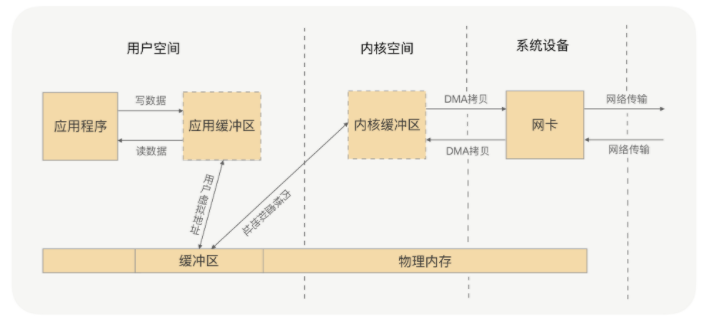 用户空间
内核空间
系统设备
应用程序
写数据
读数据
应用缓冲区
内核缓冲区
DMA拷贝
DMA拷贝
网卡
网络传输
网络传输
用户虚拟地址
内核虚拟地址
缓冲区
物理内存